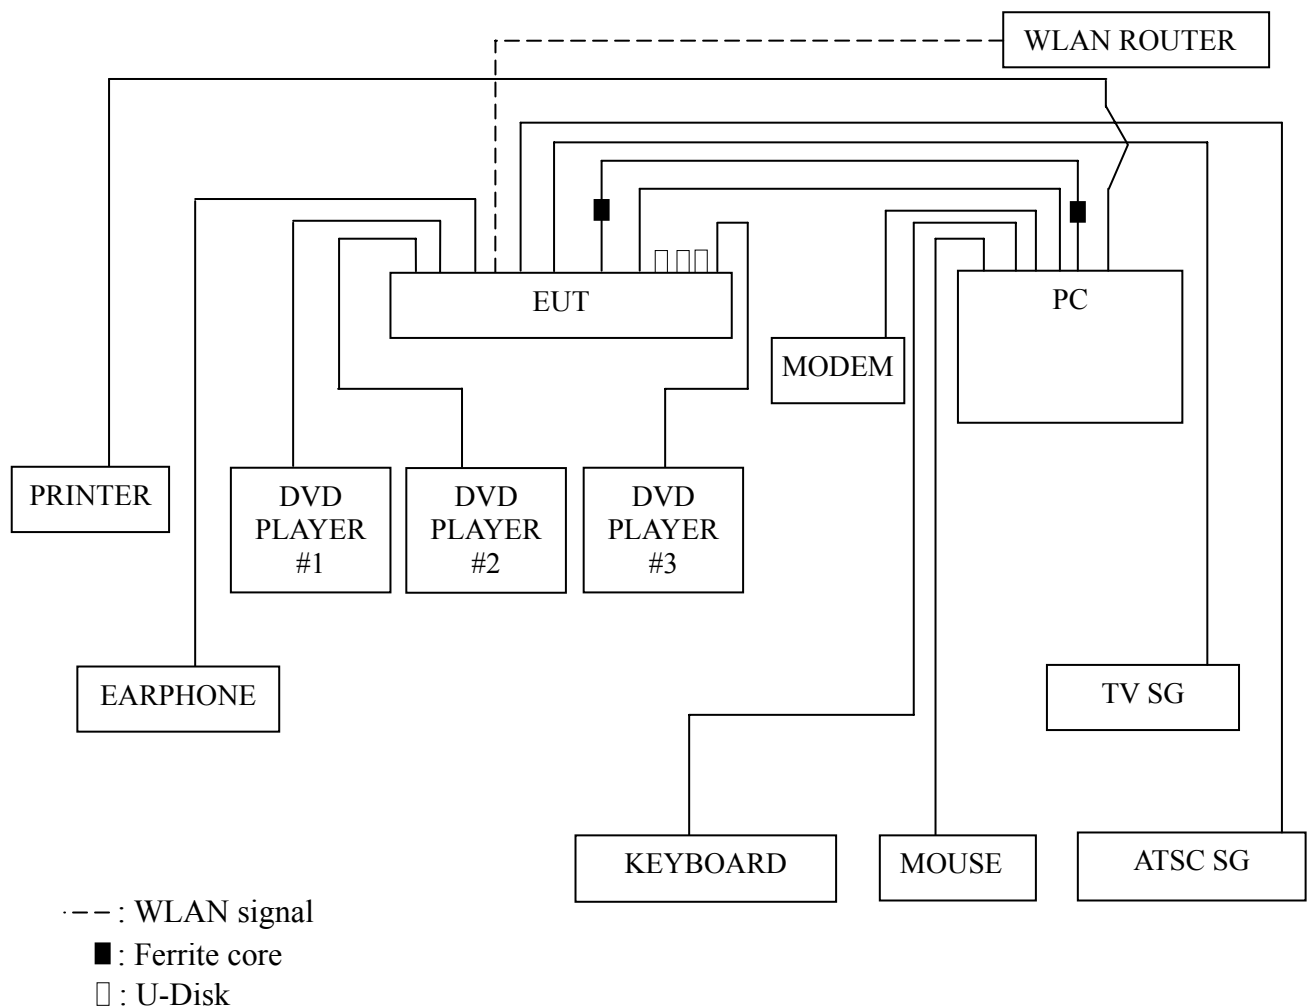 WLAN ROUTER
EUT
PC
MODEM
PRINTER
DVD
PLAYER
#1
DVD
PLAYER
#2
DVD
PLAYER
#3
EARPHONE
TV SG
KEYBOARD
MOUSE
ATSC SG
: WLAN signal
: Ferrite core
: U-Disk